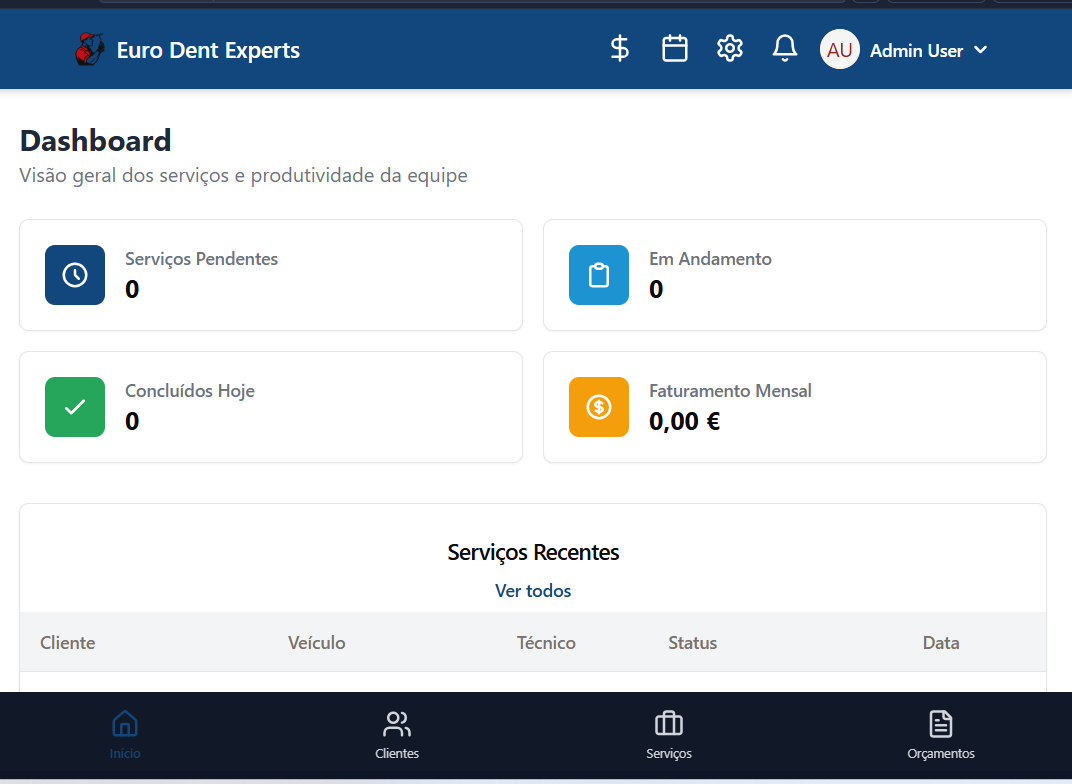 Euro Dent Experts
AU Admin User
Dashboard
Visão geral dos serviços e produtividade da equipe
Serviços Pendentes
0
Em Andamento
0
Concluídos Hoje
0
Faturamento Mensal
0,00 €
Serviços Recentes
Ver todos
Cliente Veículo Técnico Status Data
Início Clientes Serviços Orçamentos